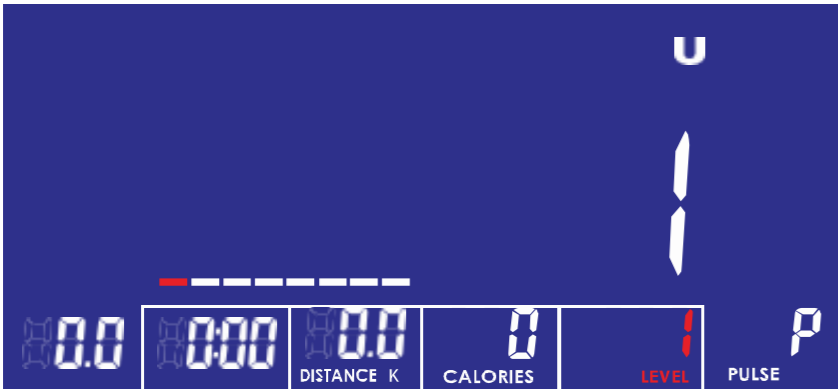 U
1
0.0 0:00 0.0 0 1 P
DISTANCE K CALORIES LEVEL PULSE